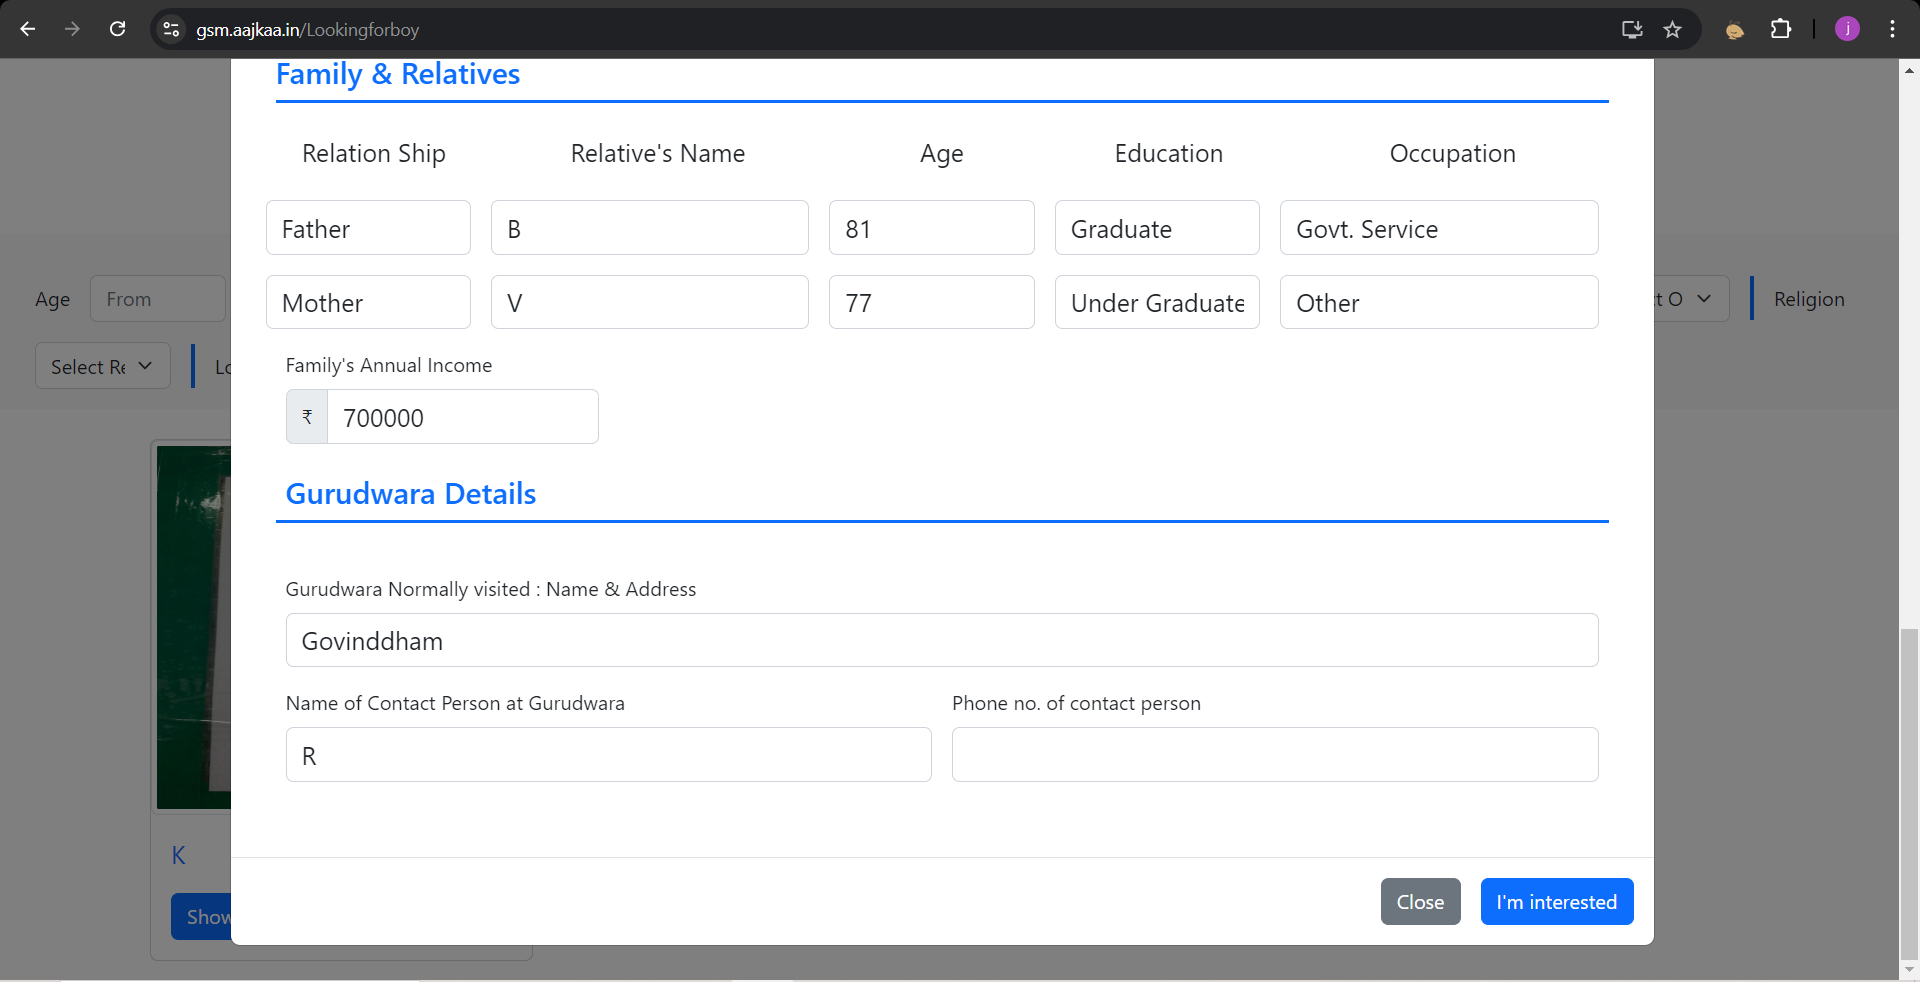 gsm.aajkaa.in/Lookingforboy
j
Family & Relatives
Relation Ship Relative's Name Age Education Occupation
Father B 81 Graduate Govt. Service
Mother V 77 Under Graduate Other
Age From t O Religion
Family's Annual Income
Select Re Lo
₹ 700000
Gurudwara Details
Gurudwara Normally visited : Name & Address
Govinddham
Name of Contact Person at Gurudwara Phone no. of contact person
R
K
Close I'm interested
Show